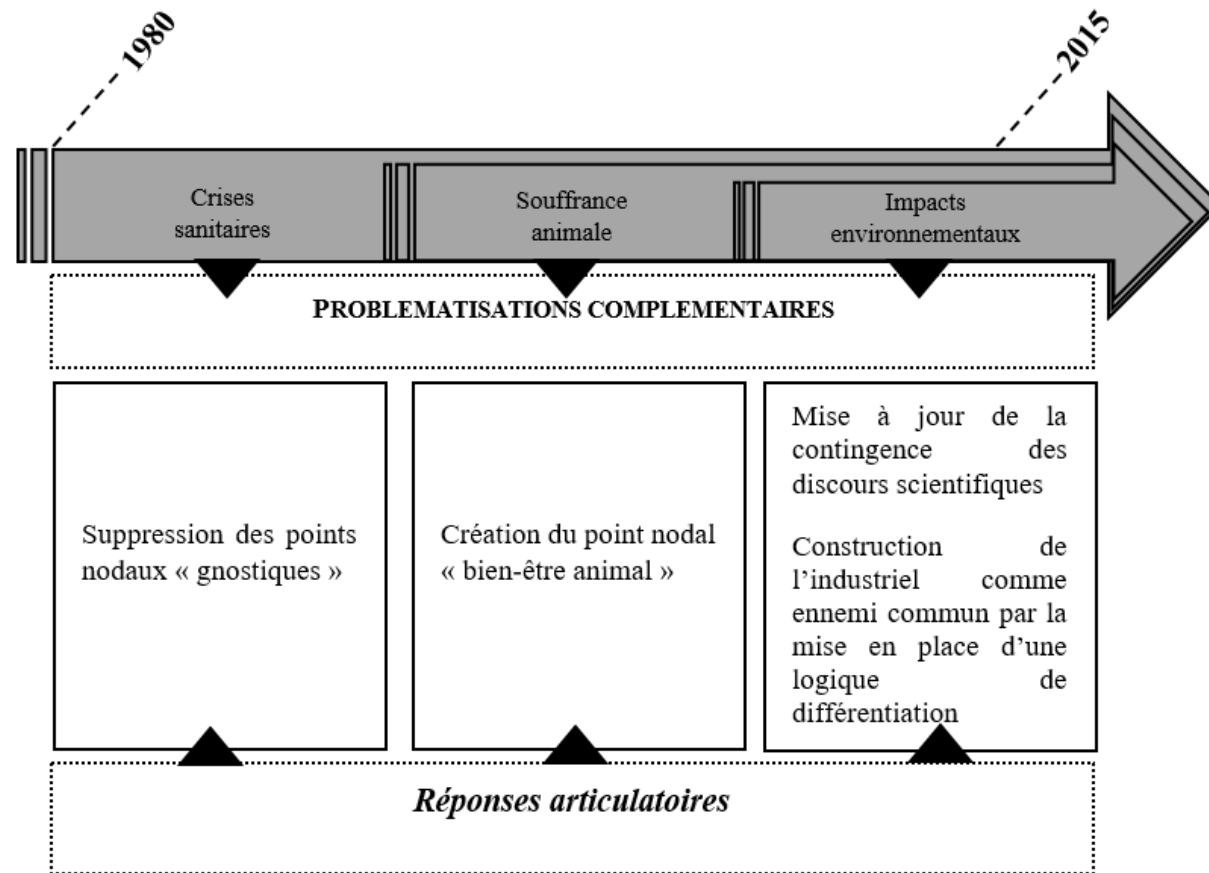 1980
2015
Crises
sanitaires
Souffrance
animale
Impacts
environnementaux
PROBLEMATISATIONS COMPLEMENTAIRES
Suppression des points
nodaux « gnostiques »
Création du point nodal
« bien-être animal »
Mise à jour de la
contingence des
discours scientifiques
Construction de
l’industriel comme
ennemi commun par la
mise en place d’une
logique de
différentiation
Réponses articulatoires